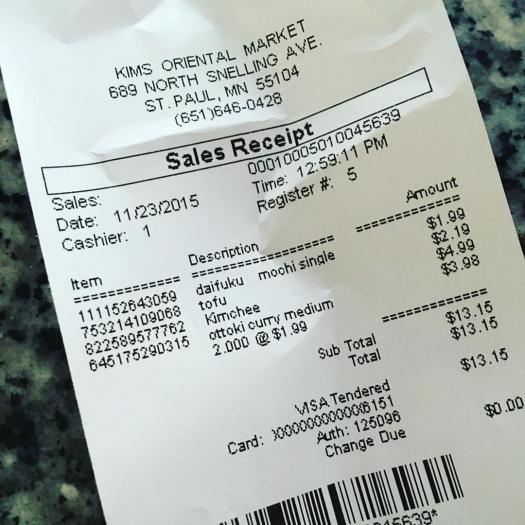 KIMS ORIENTAL MARKET
689 NORTH SNELLING AVE.
ST. PAUL, MN 55104
(651)646-0428
Sales Receipt
Sales: 00010005010045639
Date: 11/23/2015 Time: 12:59:11 PM
Cashier: 1 Register #: 5
Item Description Amount
111152643059 daifuku mochi single $1.99
753214109068 tofu $2.19
822589577762 Kimchee $4.99
645175290315 ottoki curry medium $3.98
2.000 @ $1.99
Sub Total $13.15
Total $13.15
VISA Tendered $13.15
Card: XXXXXXXXXXXX6151
Auth: 125096
Change Due $0.00